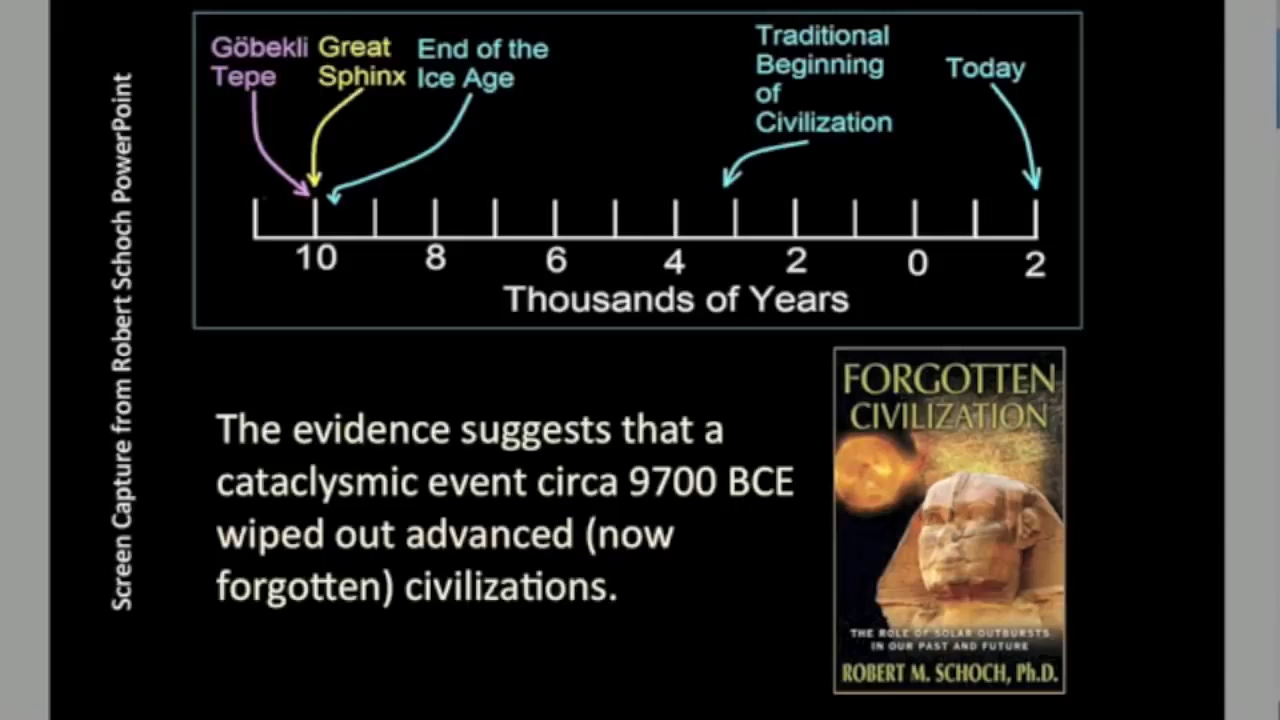 Screen Capture from Robert Schoch PowerPoint
Göbekli
Tepe
Great
Sphinx
End of the
Ice Age
Traditional
Beginning
of
Civilization
Today
10 8 6 4 2 0 2
Thousands of Years
The evidence suggests that a
cataclysmic event circa 9700 BCE
wiped out advanced (now
forgotten) civilizations.
FORGOTTEN
CIVILIZATION
THE ROLE OF SOLAR OUTBURSTS
IN OUR PAST AND FUTURE
ROBERT M. SCHOCH, Ph.D.